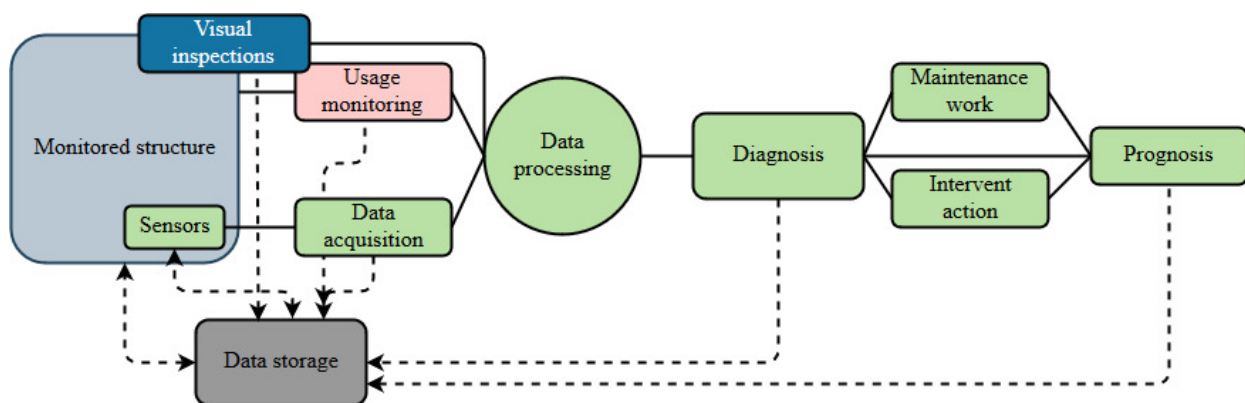 Visual
inspections
Usage
monitoring
Monitored structure
Sensors
Data
acquisition
Data
processing
Diagnosis
Maintenance
work
Intervent
action
Prognosis
Data storage